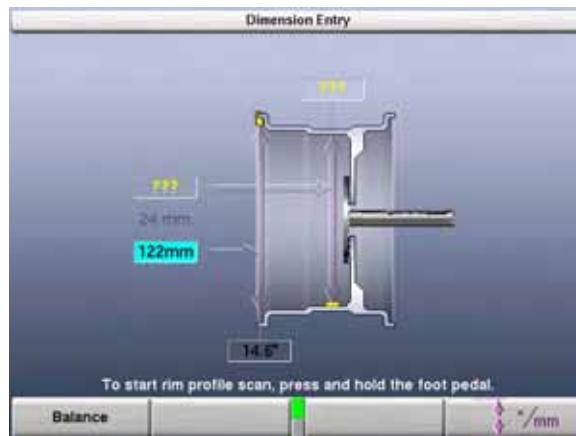 Dimension Entry
???
???
24 mm
122mm
14.6"
To start rim profile scan, press and hold the foot pedal.
Balance
"/mm